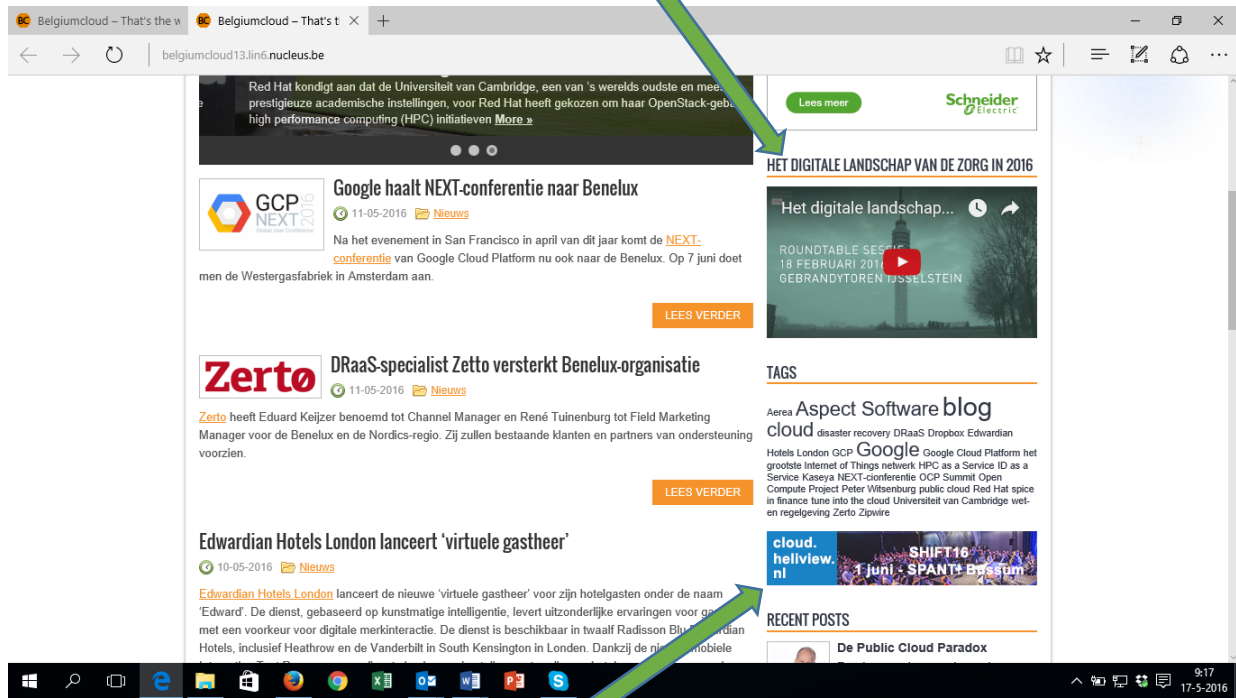 Belgiumcloud – That's the w
Belgiumcloud – That's t
belgiumcloud13.lin6.nucleus.be
Red Hat kondigt aan dat de Universiteit van Cambridge, een van 's werelds oudste en mee
prestigieuze academische instellingen, voor Red Hat heeft gekozen om haar OpenStack-geba
high performance computing (HPC) initiatieven More »
Lees meer
Schneider
Electric
HET DIGITALE LANDSCHAP VAN DE ZORG IN 2016
Het digitale landschap...
ROUNDTABLE SESSIE
18 FEBRUARI 201
GEBRANDYTOREN IJSSELSTEIN
GCP
NEXT 2016
Global User Conference
Google haalt NEXT-conferentie naar Benelux
11-05-2016 Nieuws
Na het evenement in San Francisco in april van dit jaar komt de NEXT-
conferentie van Google Cloud Platform nu ook naar de Benelux. Op 7 juni doet
men de Westergasfabriek in Amsterdam aan.
LEES VERDER
Zerto
DRaaS-specialist Zetto versterkt Benelux-organisatie
11-05-2016 Nieuws
Zerto heeft Eduard Keijzer benoemd tot Channel Manager en René Tuinenburg tot Field Marketing
Manager voor de Benelux en de Nordics-regio. Zij zullen bestaande klanten en partners van ondersteuning
voorzien.
LEES VERDER
TAGS
Aerea Aspect Software blog
cloud disaster recovery DRaaS Dropbox Edwardian
Hotels London GCP Google Google Cloud Platform het
grootste Internet of Things netwerk HPC as a Service ID as a
Service Kaseya NEXT-cionferentie OCP Summit Open
Compute Project Peter Witsenburg public cloud Red Hat spice
in finance tune into the cloud Universiteit van Cambridge wet-
en regelgeving Zerto Zipwire
cloud.
heliview.
nl
SHIFT16
1 juni - SPANT! Bussum
Edwardian Hotels London lanceert ‘virtuele gastheer’
10-05-2016 Nieuws
Edwardian Hotels London lanceert de nieuwe ‘virtuele gastheer’ voor zijn hotelgasten onder de naam
‘Edward’. De dienst, gebaseerd op kunstmatige intelligentie, levert uitzonderlijke ervaringen voor ga
met een voorkeur voor digitale merkinteractie. De dienst is beschikbaar in twaalf Radisson Blu Edwardian
Hotels, inclusief Heathrow en de Vanderbilt in South Kensington in Londen. Dankzij de ni mobiele
RECENT POSTS
De Public Cloud Paradox
9:17
17-5-2016